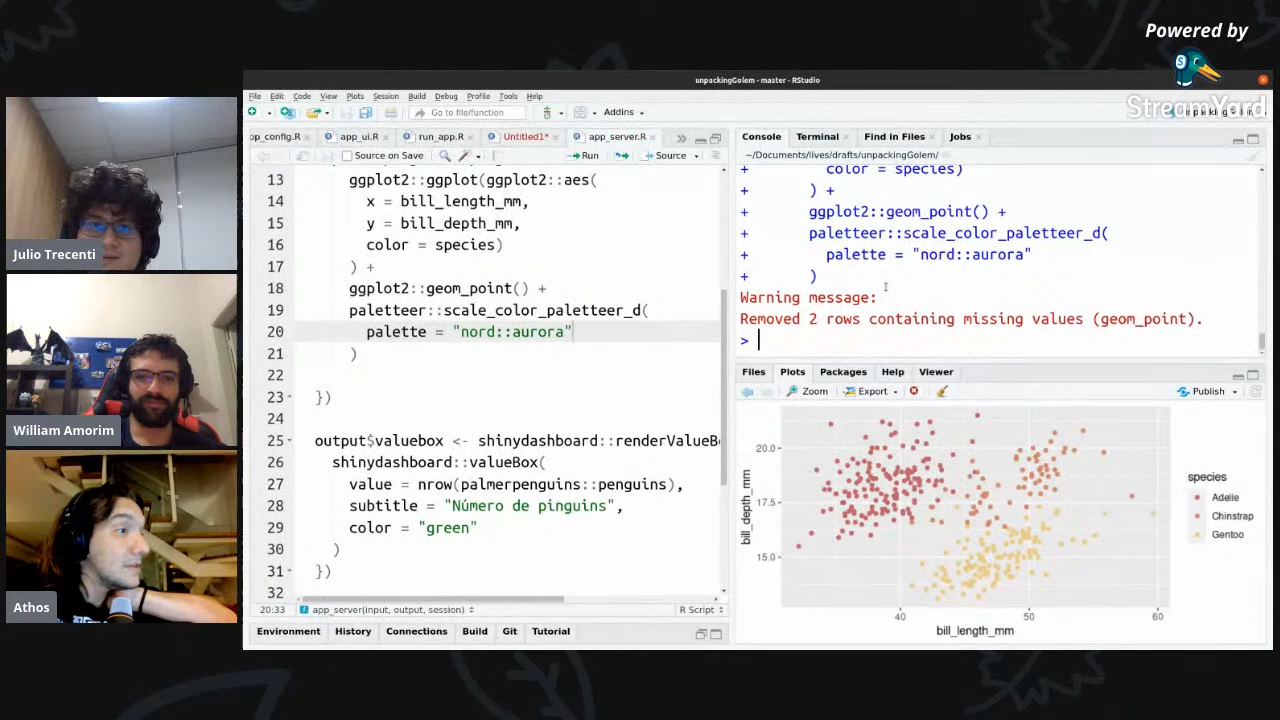 Powered by
StreamYard
Julio Trecenti
William Amorim
Athos
unpackingGolem - master - RStudio
File Edit Code View Plots Session Build Debug Profile Tools Help
Go to file/function
Addins
pp_config.R
app_ui.R
run_app.R
Untitled1*
app_server.R
Source on Save
Run
Source
13 ggplot2::ggplot(ggplot2::aes(
14 x = bill_length_mm,
15 y = bill_depth_mm,
16 color = species)
17 ) +
18 ggplot2::geom_point() +
19 paletteer::scale_color_paletteer_d(
20 palette = "nord::aurora"
21 )
22
23 })
24
25 output$valuebox <- shinydashboard::renderValueBo
26 shinydashboard::valueBox(
27 value = nrow(palmerpenguins::penguins),
28 subtitle = "Número de pinguins",
29 color = "green"
30 )
31 })
32
20:33 app_server(input, output, session) R Script
Environment History Connections Build Git Tutorial
Console Terminal Find in Files Jobs
~/Documents/lives/drafts/unpackingGolem/
+ color = species)
+ ) +
+ ggplot2::geom_point() +
+ paletteer::scale_color_paletteer_d(
+ palette = "nord::aurora"
+ )
Warning message:
Removed 2 rows containing missing values (geom_point).
>
Files Plots Packages Help Viewer
Zoom Export Publish
20.0
17.5
15.0
bill_depth_mm
40 50 60
bill_length_mm
species
Adelie
Chinstrap
Gentoo